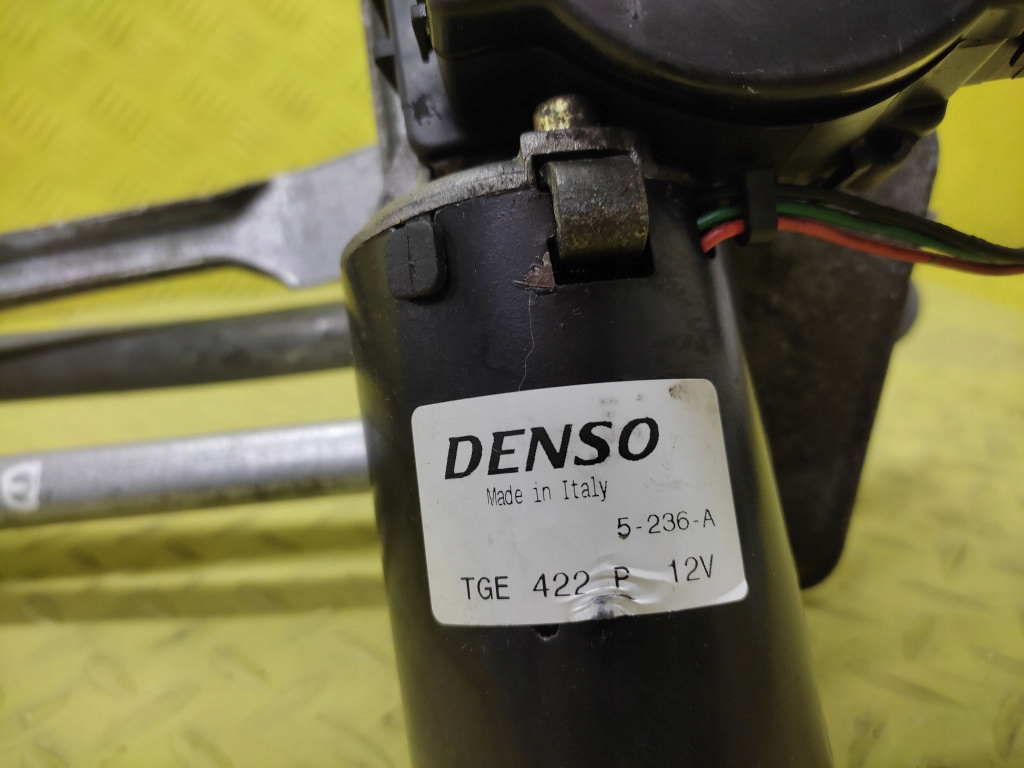 DENSO
Made in Italy
5-236-A
TGE 422 P 12V